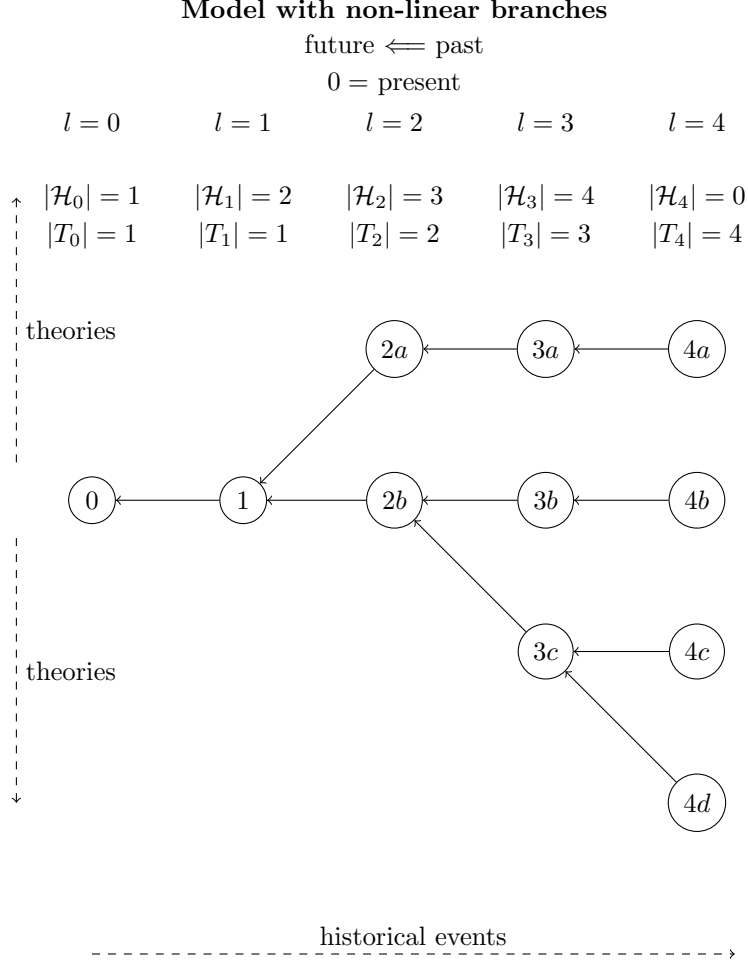 Model with non-linear branches
future ⟸ past
0 = present
l = 0 l = 1 l = 2 l = 3 l = 4
|ℋ₀| = 1 |ℋ₁| = 2 |ℋ₂| = 3 |ℋ₃| = 4 |ℋ₄| = 0
|T₀| = 1 |T₁| = 1 |T₂| = 2 |T₃| = 3 |T₄| = 4
theories
2a 3a 4a
0 1 2b 3b 4b
theories
3c 4c
4d
historical events